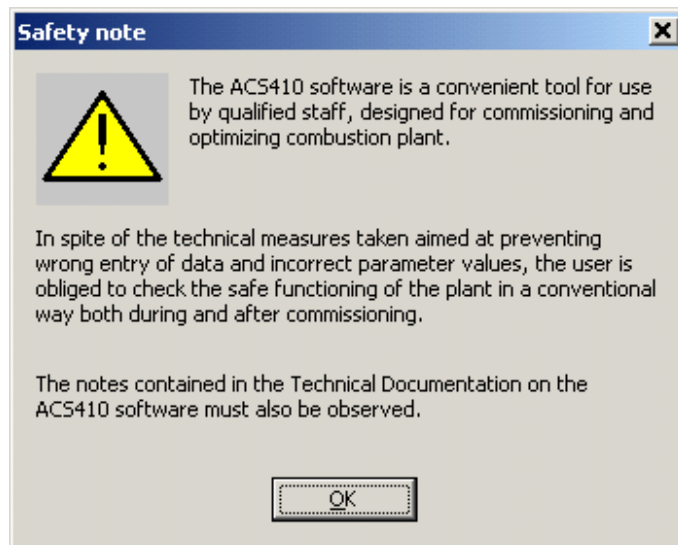 Safety note
The ACS410 software is a convenient tool for use
by qualified staff, designed for commissioning and
optimizing combustion plant.
In spite of the technical measures taken aimed at preventing
wrong entry of data and incorrect parameter values, the user is
obliged to check the safe functioning of the plant in a conventional
way both during and after commissioning.
The notes contained in the Technical Documentation on the
ACS410 software must also be observed.
OK